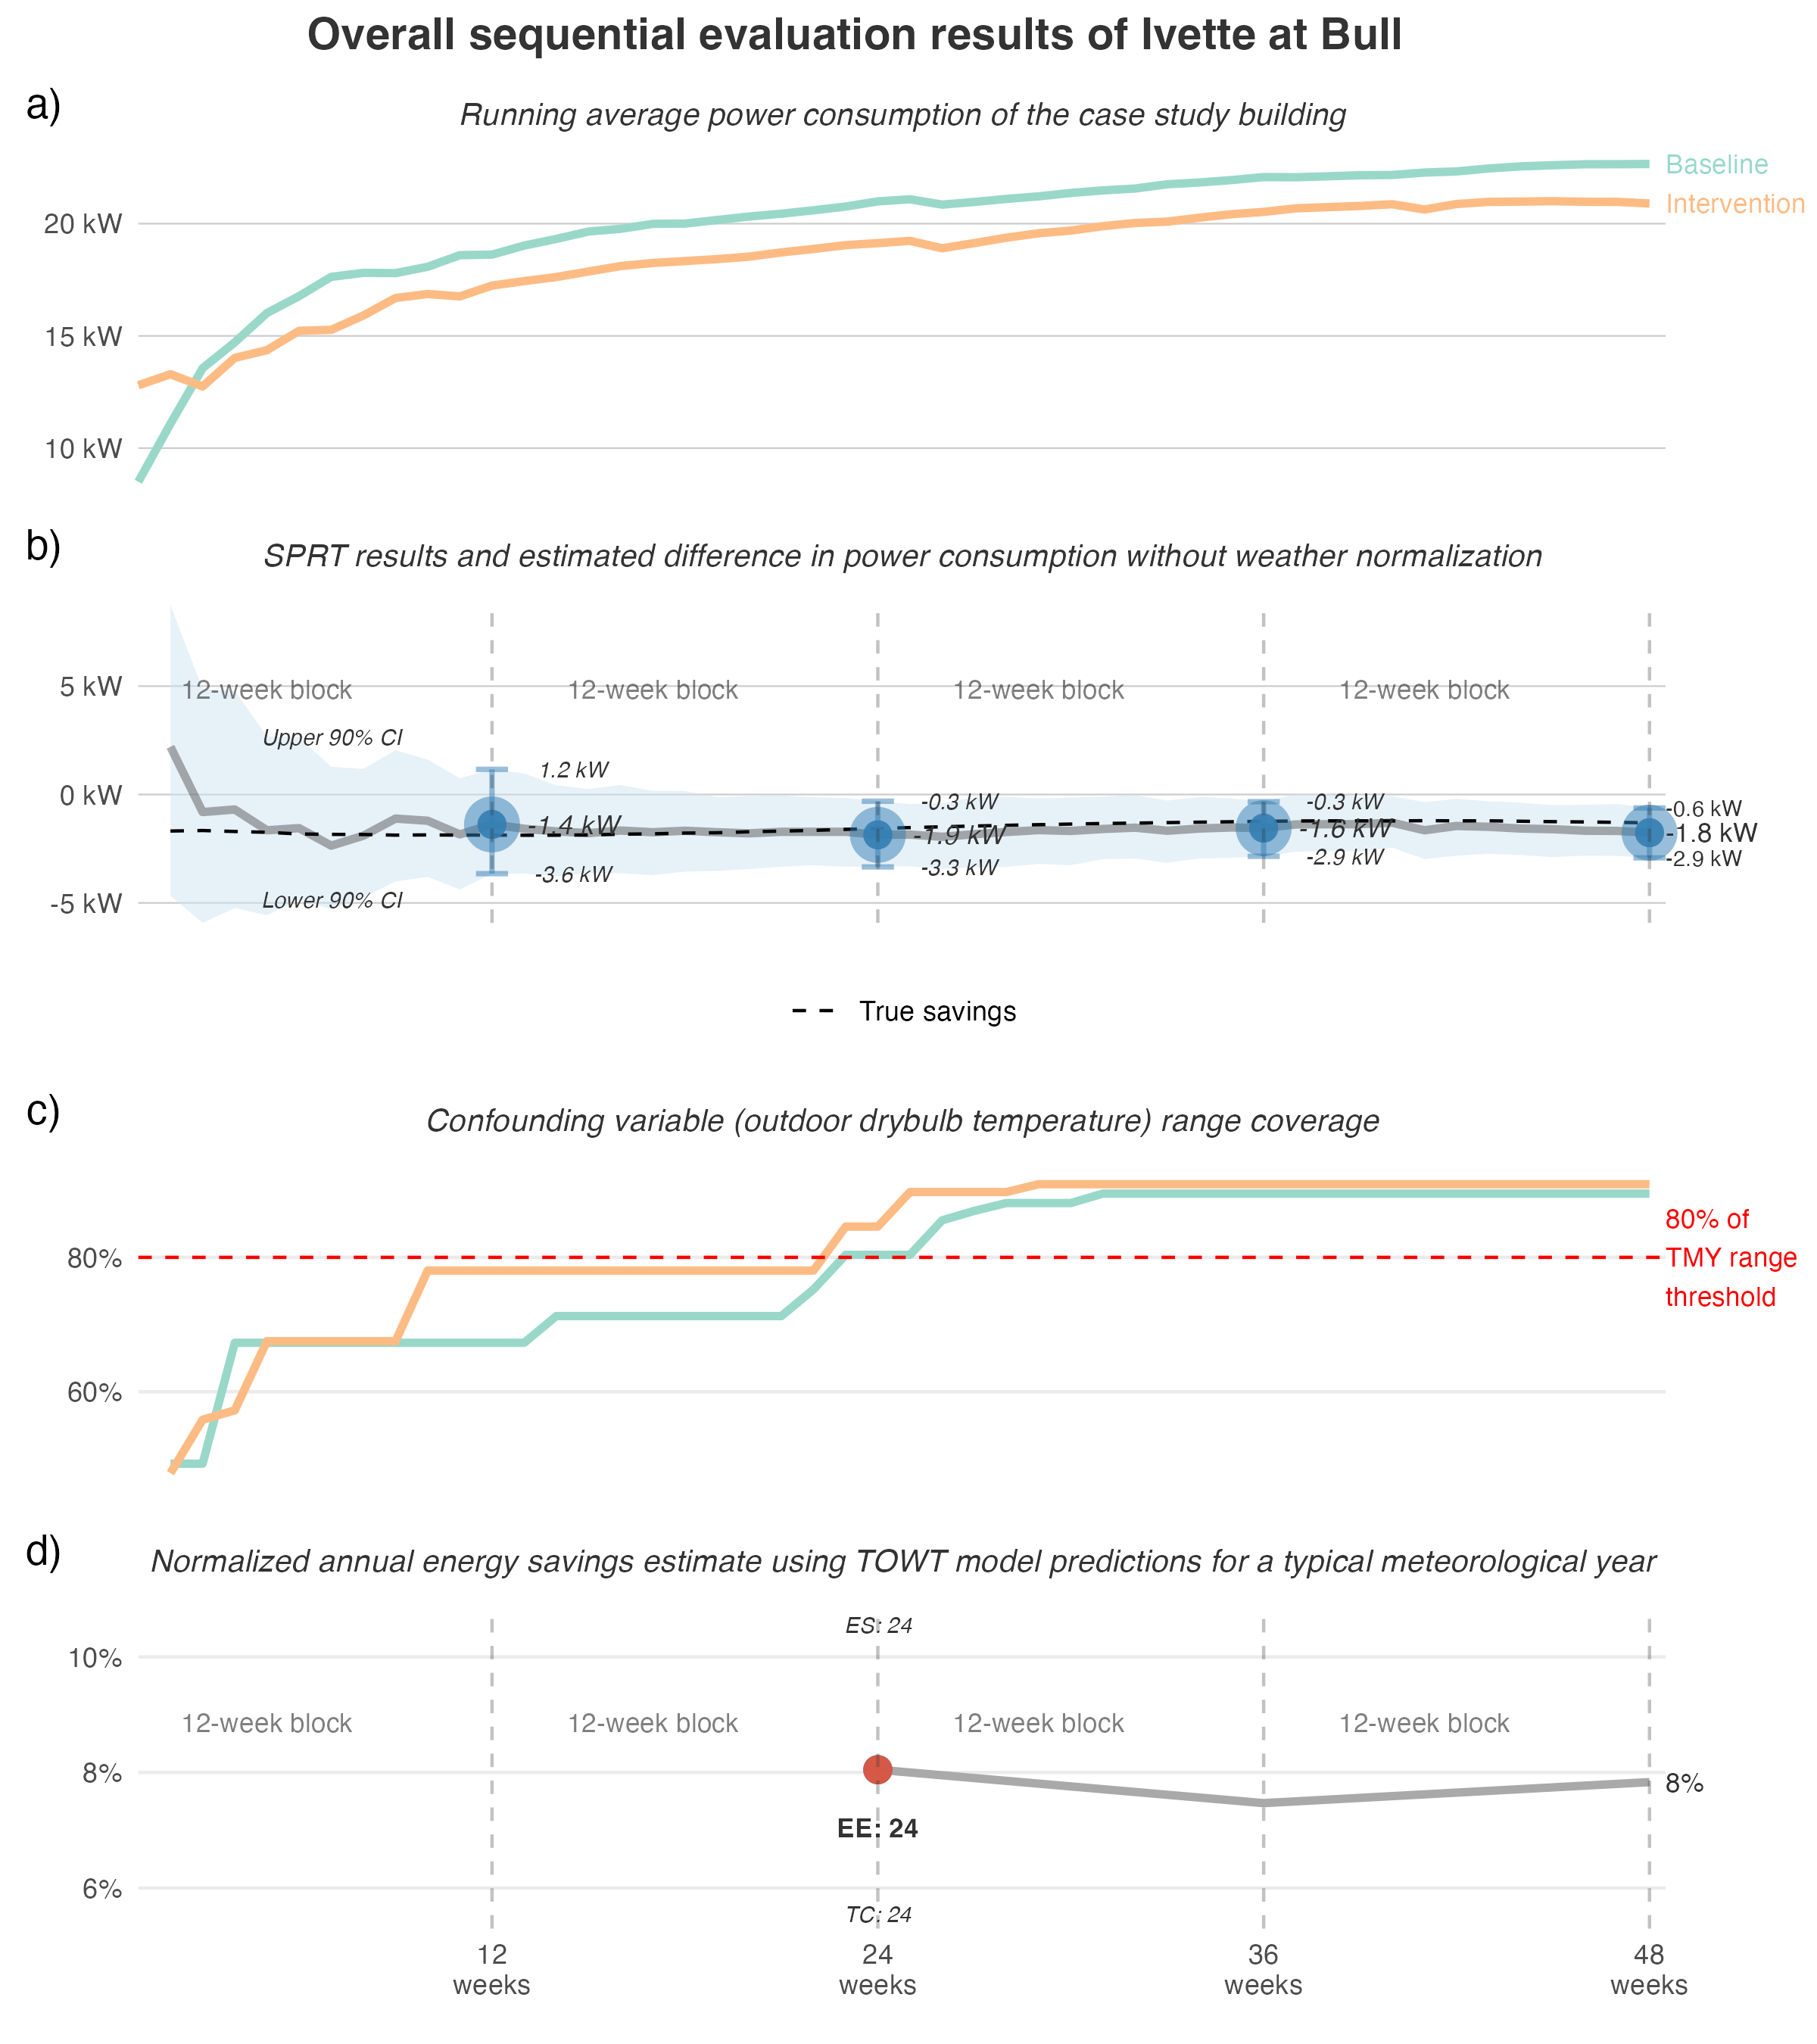 Overall sequential evaluation results of Ivette at Bull
a)
Running average power consumption of the case study building
Baseline
Intervention
20 kW
15 kW
10 kW
b)
SPRT results and estimated difference in power consumption without weather normalization
5 kW
12-week block
12-week block
12-week block
12-week block
Upper 90% CI
1.2 kW
0 kW
-0.3 kW
-0.3 kW
-0.6 kW
-1.4 kW
-1.9 kW
-1.6 kW
-1.8 kW
-3.6 kW
-3.3 kW
-2.9 kW
-2.9 kW
Lower 90% CI
-5 kW
True savings
c)
Confounding variable (outdoor drybulb temperature) range coverage
80% of
TMY range
threshold
80%
60%
d)
Normalized annual energy savings estimate using TOWT model predictions for a typical meteorological year
ES: 24
10%
12-week block
12-week block
12-week block
12-week block
8%
8%
EE: 24
6%
TC: 24
12
weeks
24
weeks
36
weeks
48
weeks